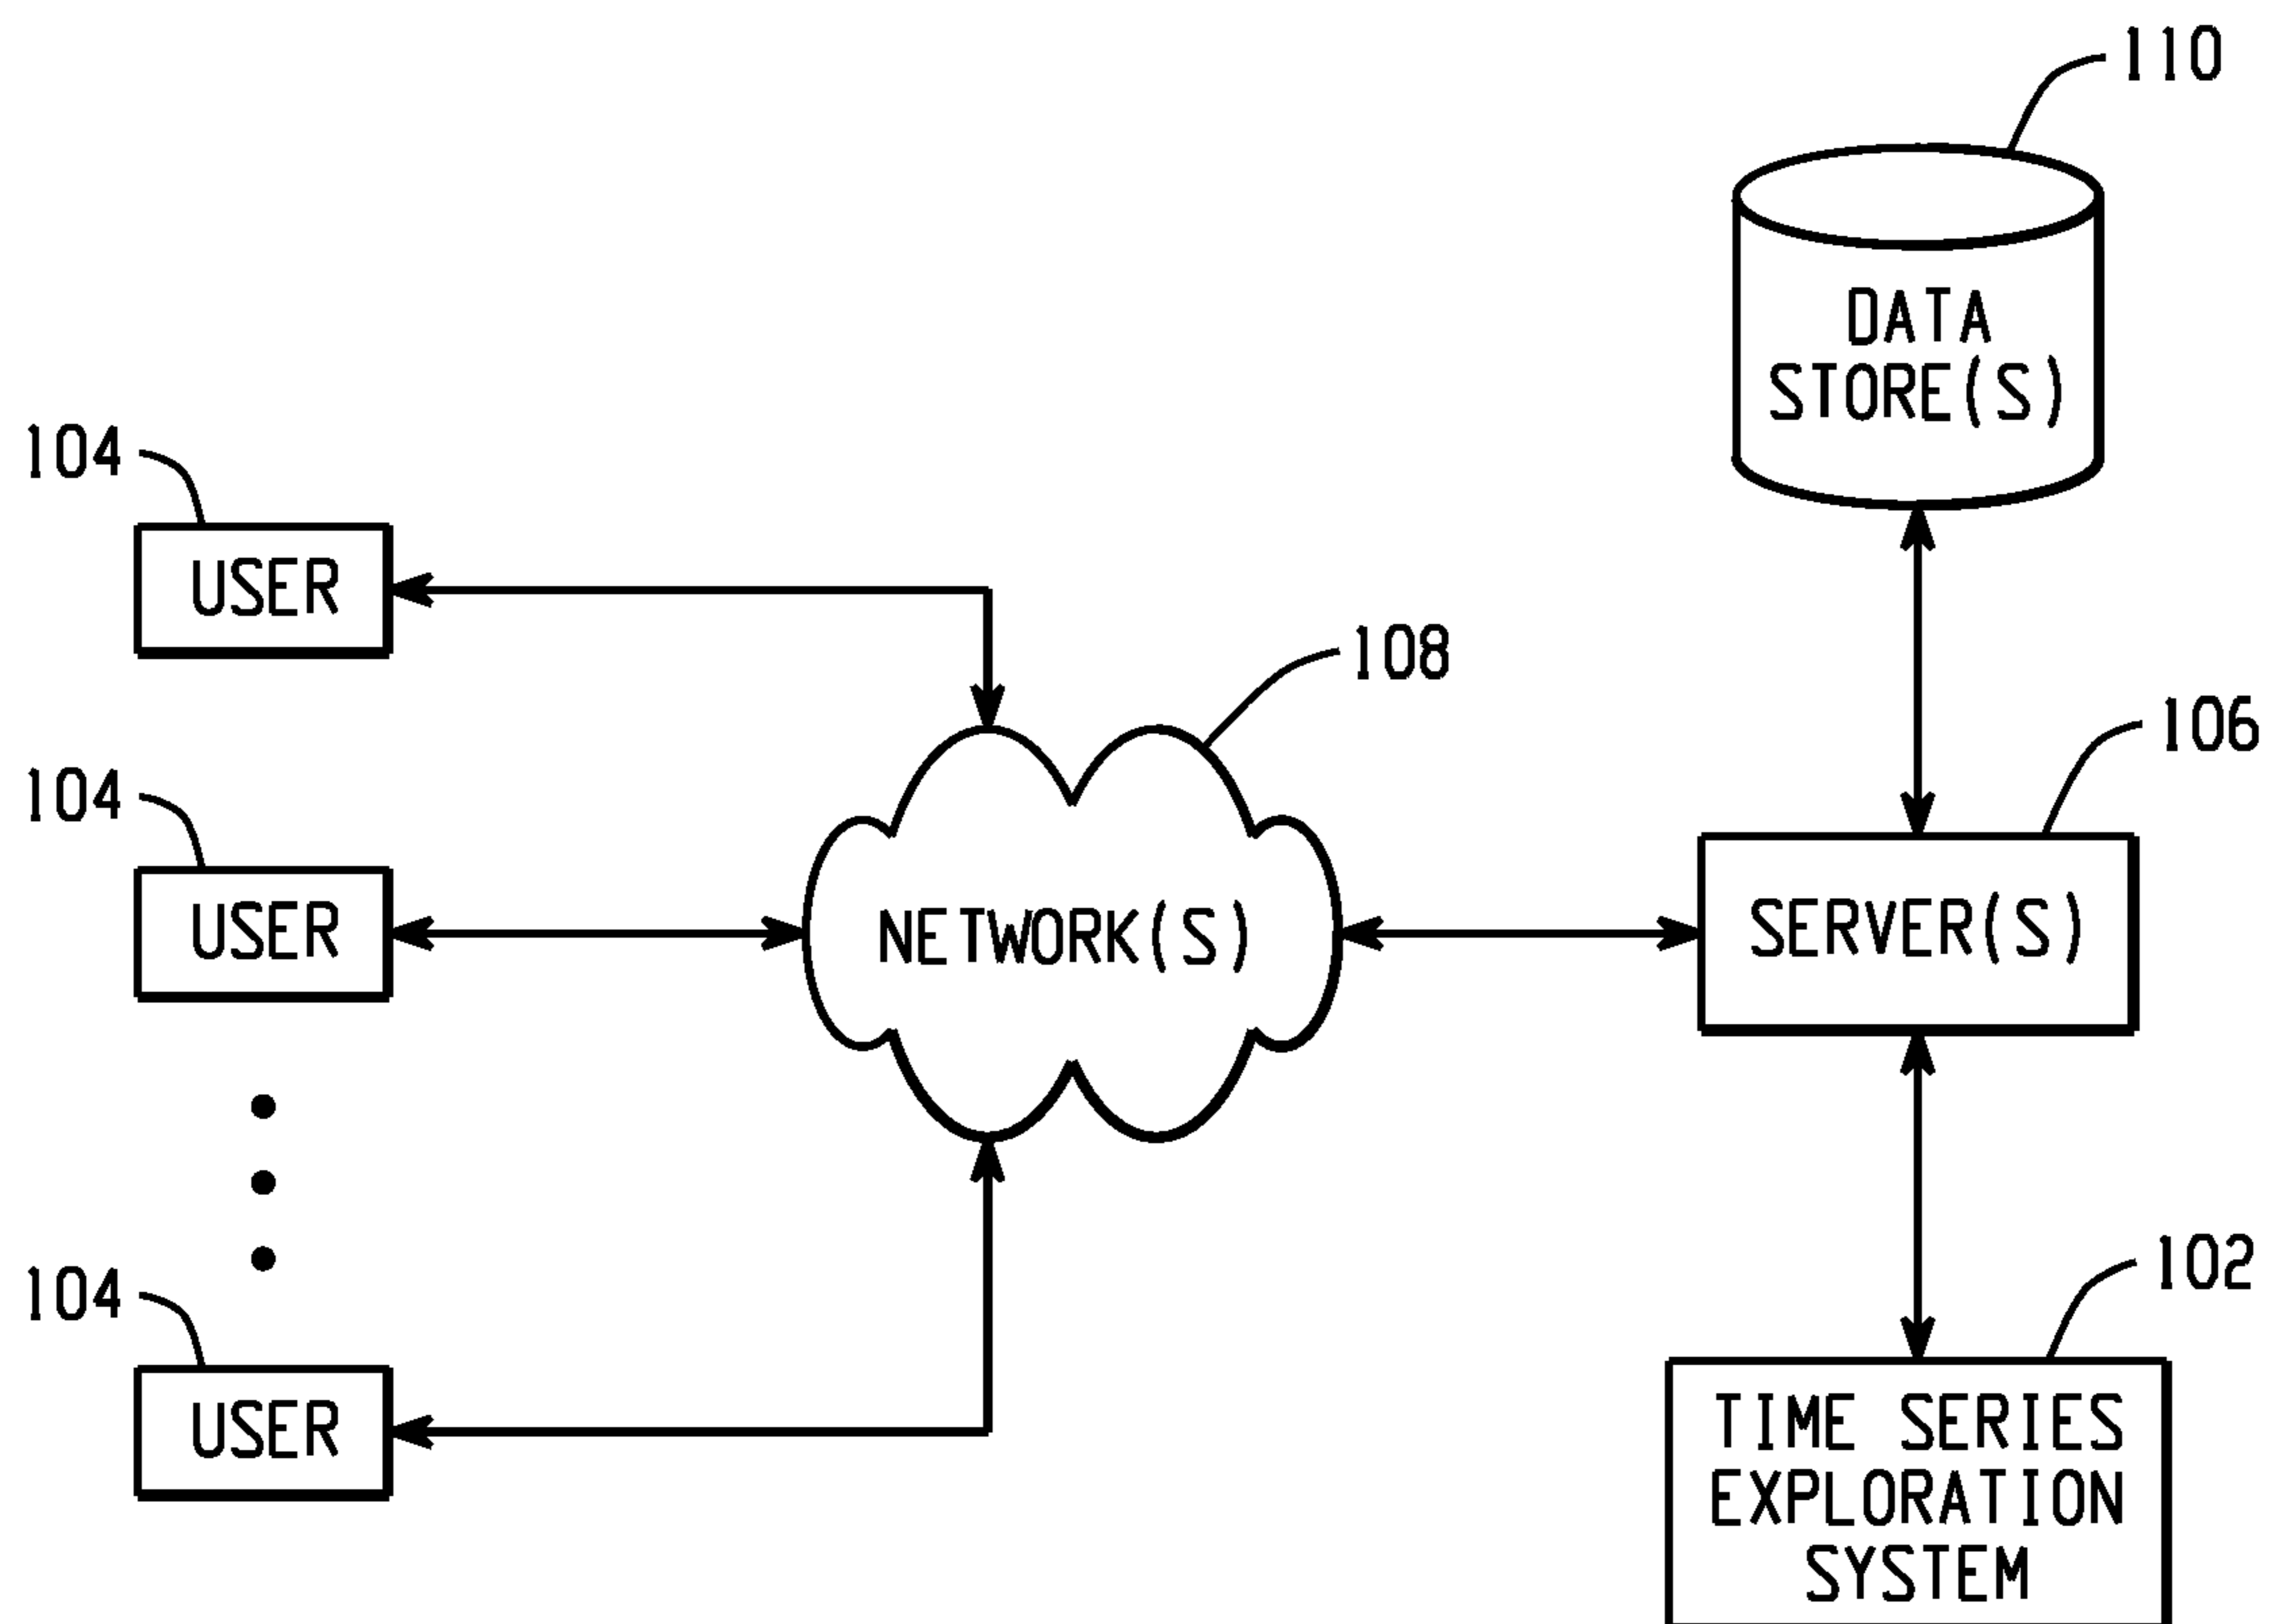 110
DATA
STORE(S)
104
USER
108
106
104
USER
NETWORK(S)
SERVER(S)
104
USER
102
TIME SERIES
EXPLORATION
SYSTEM